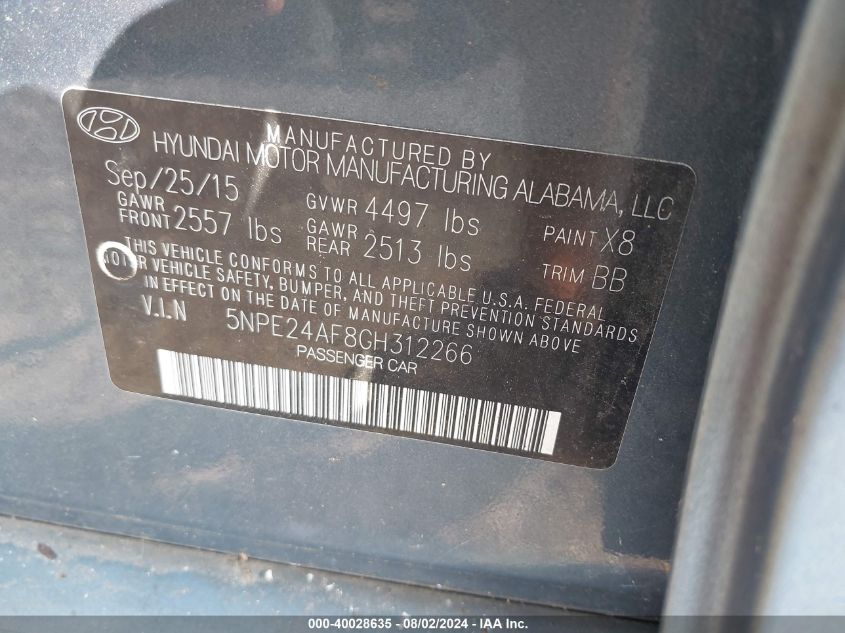 MANUFACTURED BY
HYUNDAI MOTOR MANUFACTURING ALABAMA, LLC
Sep/25/15 GVWR 4497 lbs PAINT X8
GAWR FRONT 2557 lbs GAWR REAR 2513 lbs TRIM BB
THIS VEHICLE CONFORMS TO ALL APPLICABLE U.S.A. FEDERAL
MOTOR VEHICLE SAFETY, BUMPER, AND THEFT PREVENTION STANDARDS
IN EFFECT ON THE DATE OF MANUFACTURE SHOWN ABOVE
V.I.N 5NPE24AF8GH312266
PASSENGER CAR
000-40028635 - 08/02/2024 - IAA Inc.